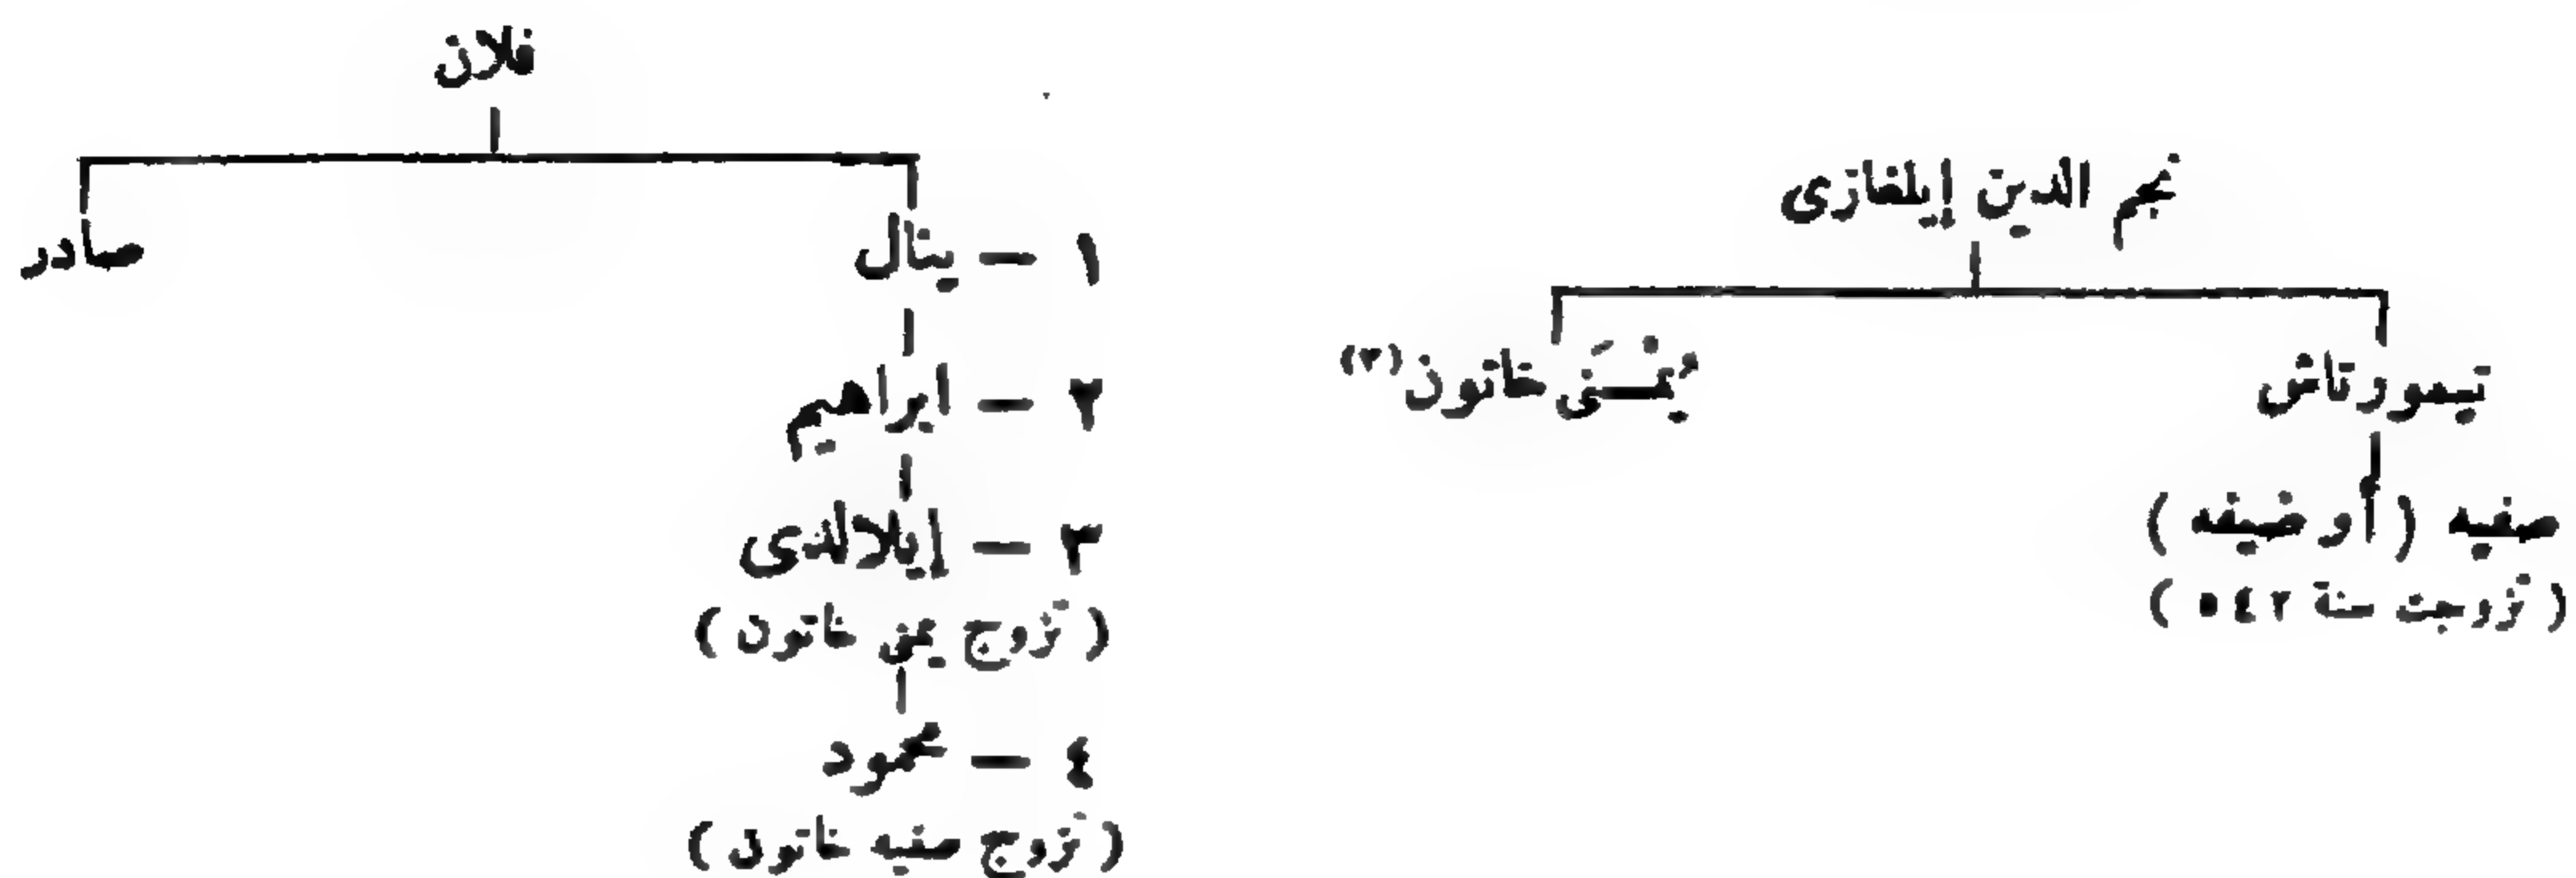 نجم الدين إيلغازى
تيمورتاش
يُمْـنَى خاتون (٢)
صفيه ( أو ضيفه )
( تزوجت سنة ٥٤٢ )
فلان
١ — ينال
صادر
٢ — ابراهيم
٣ — إيلالدى
( تزوج يمنى خاتون )
٤ — محمود
( تزوج صفيه خاتون )